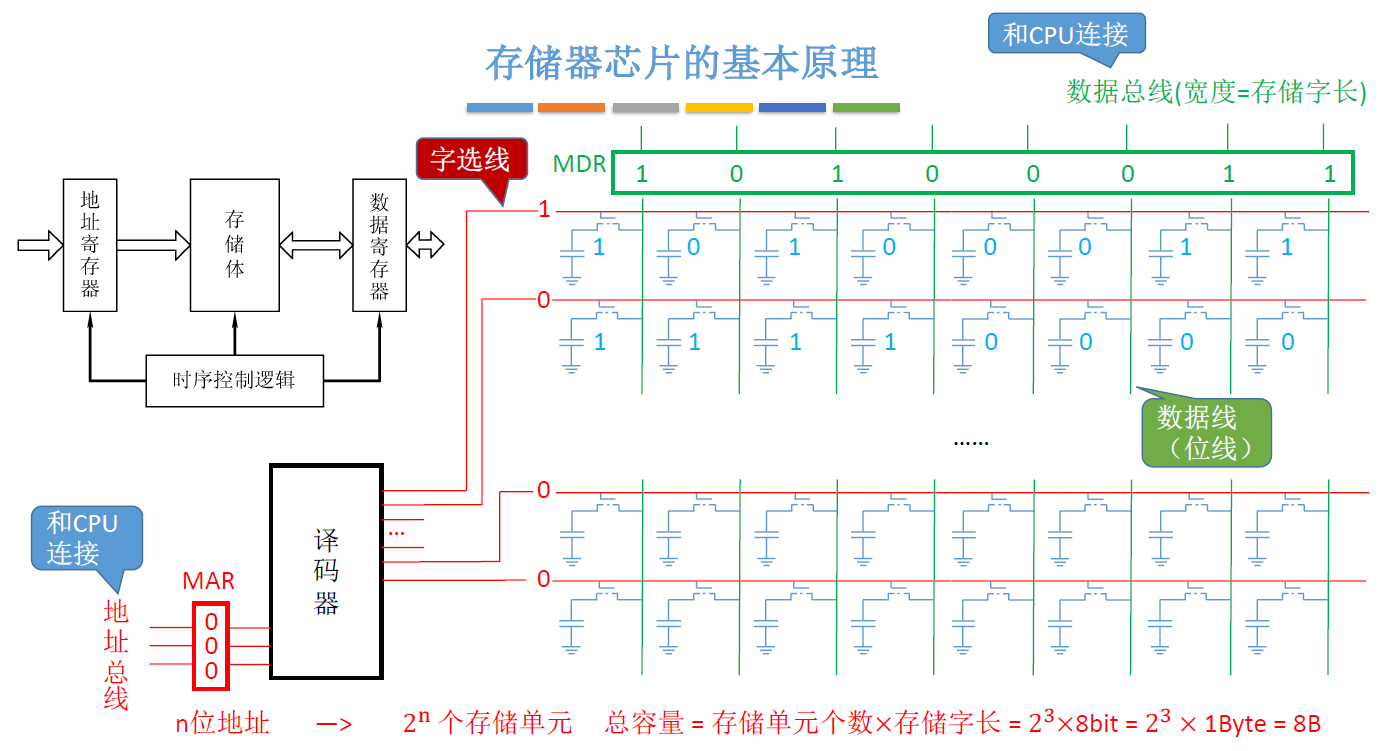 存储器芯片的基本原理
和CPU连接
数据总线(宽度=存储字长)
字选线
MDR
1 0 1 0 0 0 1 1
地址寄存器
存储体
数据寄存器
时序控制逻辑
1
1 0 1 0 0 0 1 1
0
1 1 1 1 0 0 0 0
数据线
（位线）
……
0
0
和CPU
连接
地址总线
MAR
0
0
0
译码器
...
n位地址 —> 2ⁿ 个存储单元 总容量 = 存储单元个数×存储字长 = 2³×8bit = 2³ × 1Byte = 8B